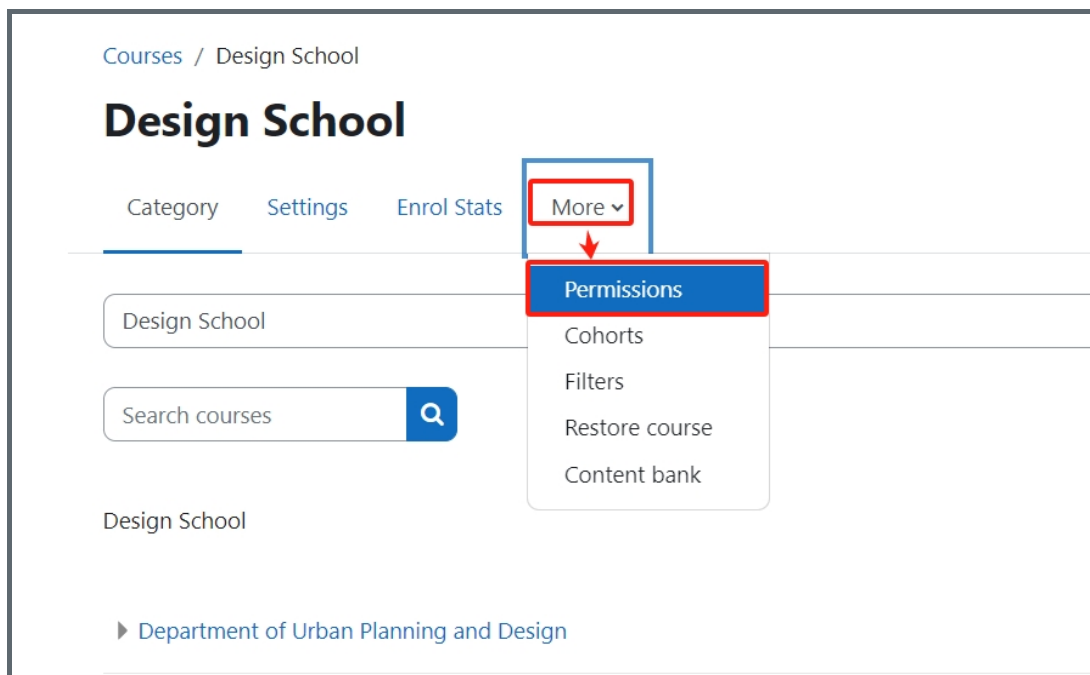 Courses / Design School
Design School
Category Settings Enrol Stats More
Permissions
Design School
Cohorts
Filters
Search courses
Restore course
Content bank
Design School
Department of Urban Planning and Design